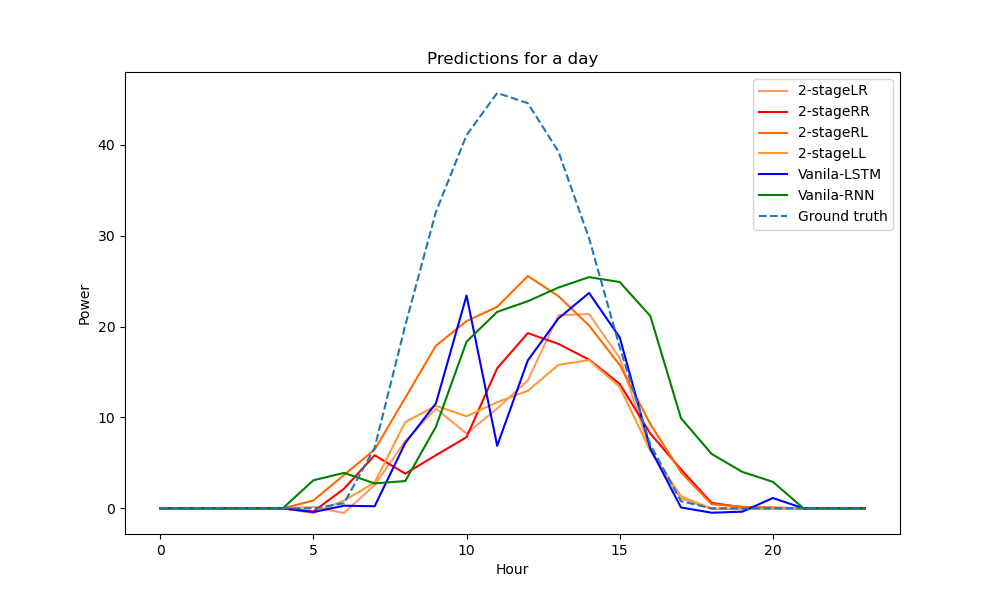 Predictions for a day
2-stageLR
2-stageRR
2-stageRL
2-stageLL
Vanila-LSTM
Vanila-RNN
Ground truth
Power
40
30
20
10
0
0 5 10 15 20
Hour